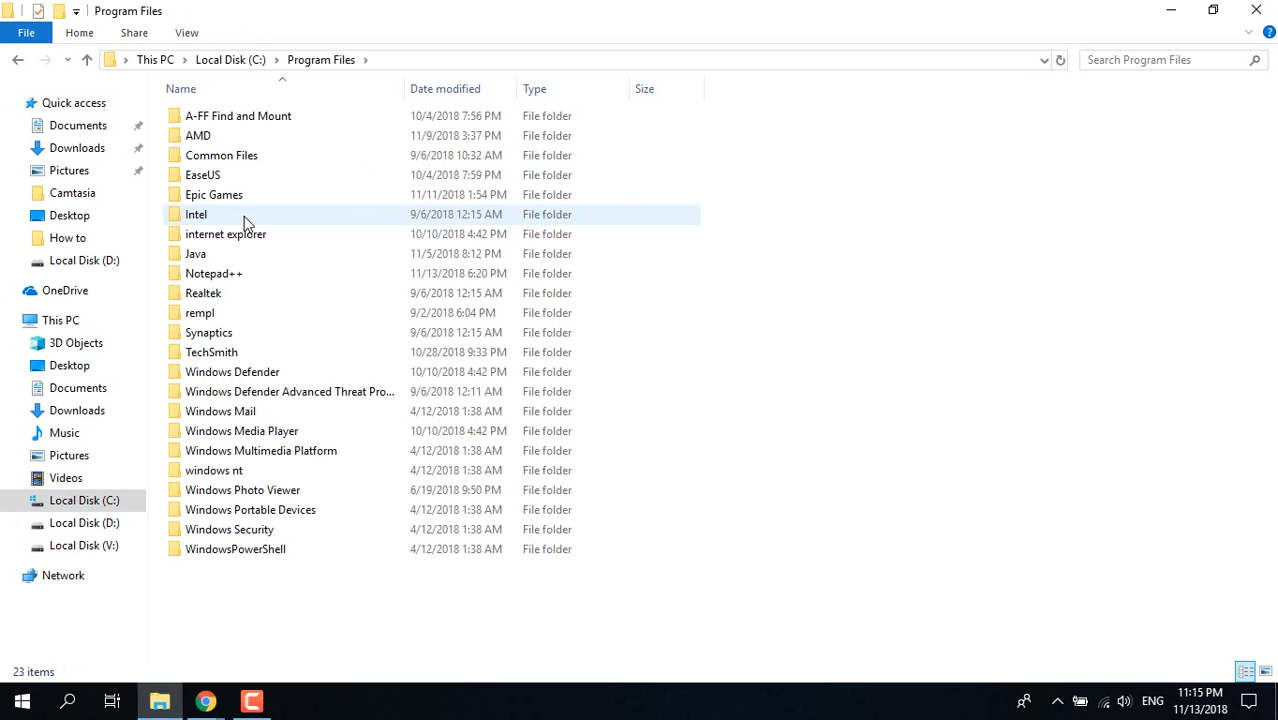 Program Files
File Home Share View
This PC Local Disk (C:) Program Files Search Program Files
Name Date modified Type Size
Quick access
Documents
Downloads
Pictures
Camtasia
Desktop
How to
Local Disk (D:)
OneDrive
This PC
3D Objects
Desktop
Documents
Downloads
Music
Pictures
Videos
Local Disk (C:)
Local Disk (D:)
Local Disk (V:)
Network
A-FF Find and Mount 10/4/2018 7:56 PM File folder
AMD 11/9/2018 3:37 PM File folder
Common Files 9/6/2018 10:32 AM File folder
EaseUS 10/4/2018 7:59 PM File folder
Epic Games 11/11/2018 1:54 PM File folder
Intel 9/6/2018 12:15 AM File folder
internet explorer 10/10/2018 4:42 PM File folder
Java 11/5/2018 8:12 PM File folder
Notepad++ 11/13/2018 6:20 PM File folder
Realtek 9/6/2018 12:15 AM File folder
rempl 9/2/2018 6:04 PM File folder
Synaptics 9/6/2018 12:15 AM File folder
TechSmith 10/28/2018 9:33 PM File folder
Windows Defender 10/10/2018 4:42 PM File folder
Windows Defender Advanced Threat Pro... 9/6/2018 12:11 AM File folder
Windows Mail 4/12/2018 1:38 AM File folder
Windows Media Player 10/10/2018 4:42 PM File folder
Windows Multimedia Platform 4/12/2018 1:38 AM File folder
windows nt 4/12/2018 1:38 AM File folder
Windows Photo Viewer 6/19/2018 9:50 PM File folder
Windows Portable Devices 4/12/2018 1:38 AM File folder
Windows Security 4/12/2018 1:38 AM File folder
WindowsPowerShell 4/12/2018 1:38 AM File folder
23 items
ENG 11:15 PM
11/13/2018